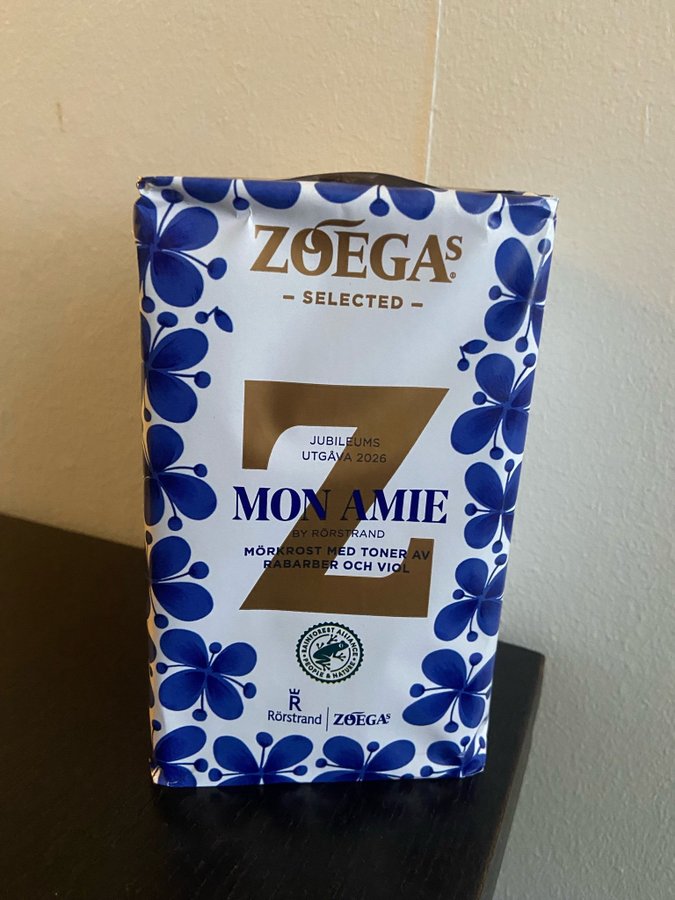 ZOÉGAs®
– SELECTED –
Z
JUBILEUMS
UTGÅVA 2026
MON AMIE
BY RÖRSTRAND
MÖRKROST MED TONER AV
RABARBER OCH VIOL
RAINFOREST ALLIANCE
PEOPLE & NATURE
R
Rörstrand | ZOÉGAs